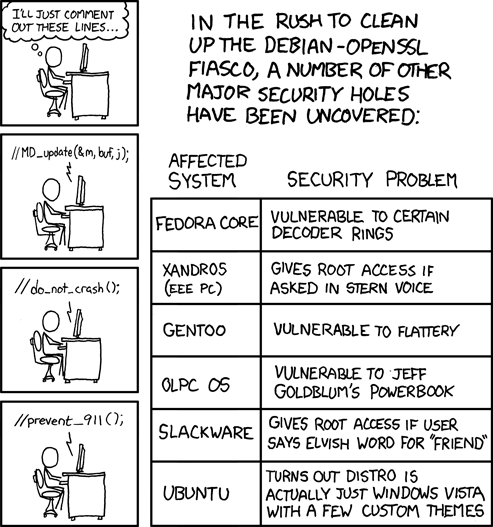 I'LL JUST COMMENT
OUT THESE LINES...
//MD_update(&m, buf, j);
//do_not_crash();
//prevent_911();
IN THE RUSH TO CLEAN
UP THE DEBIAN-OPENSSL
FIASCO, A NUMBER OF OTHER
MAJOR SECURITY HOLES
HAVE BEEN UNCOVERED:
AFFECTED
SYSTEM
SECURITY PROBLEM
FEDORA CORE
VULNERABLE TO CERTAIN
DECODER RINGS
XANDROS
(EEE PC)
GIVES ROOT ACCESS IF
ASKED IN STERN VOICE
GENTOO
VULNERABLE TO FLATTERY
OLPC OS
VULNERABLE TO JEFF
GOLDBLUM'S POWERBOOK
SLACKWARE
GIVES ROOT ACCESS IF USER
SAYS ELVISH WORD FOR "FRIEND"
UBUNTU
TURNS OUT DISTRO IS
ACTUALLY JUST WINDOWS VISTA
WITH A FEW CUSTOM THEMES